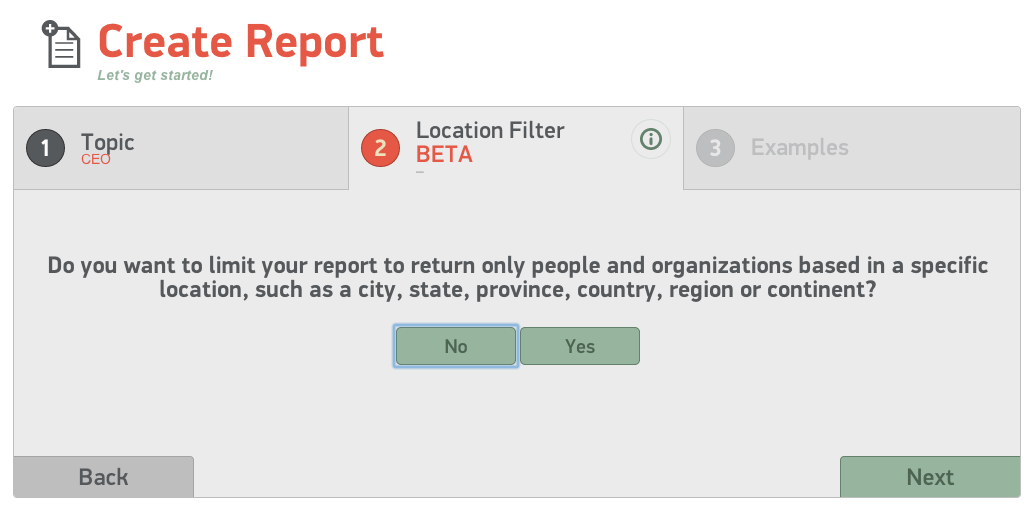 Create Report
Let's get started!
1
Topic
CEO
2
Location Filter
BETA
–
3
Examples
Do you want to limit your report to return only people and organizations based in a specific
location, such as a city, state, province, country, region or continent?
No
Yes
Back
Next